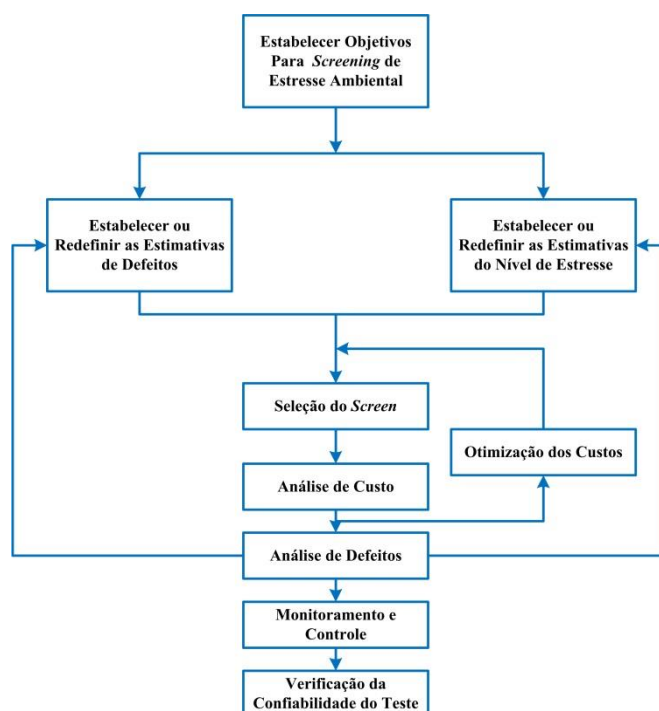 Estabelecer Objetivos
Para Screening de
Estresse Ambiental
Estabelecer ou
Redefinir as Estimativas
de Defeitos
Estabelecer ou
Redefinir as Estimativas
do Nível de Estresse
Seleção do Screen
Otimização dos Custos
Análise de Custo
Análise de Defeitos
Monitoramento e
Controle
Verificação da
Confiabilidade do Teste